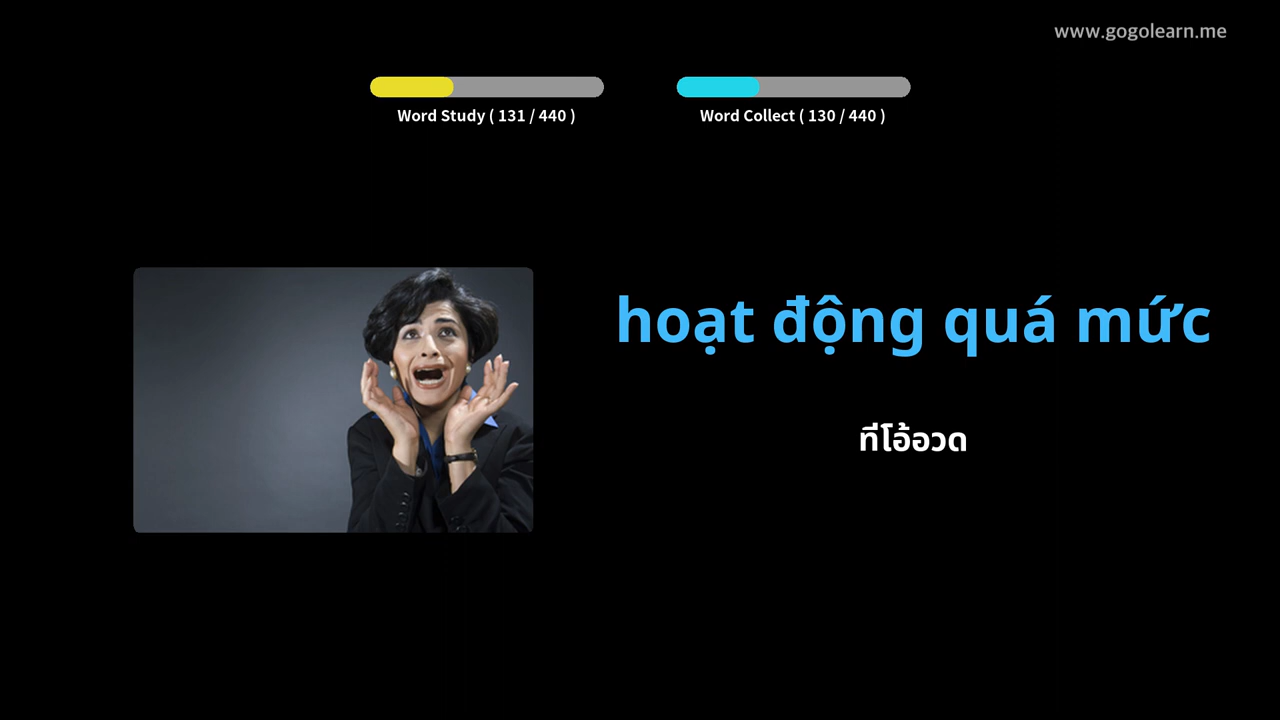 www.gogolearn.me
Word Study ( 131 / 440 )
Word Collect ( 130 / 440 )
hoạt động quá mức
ทีโอ้อวด